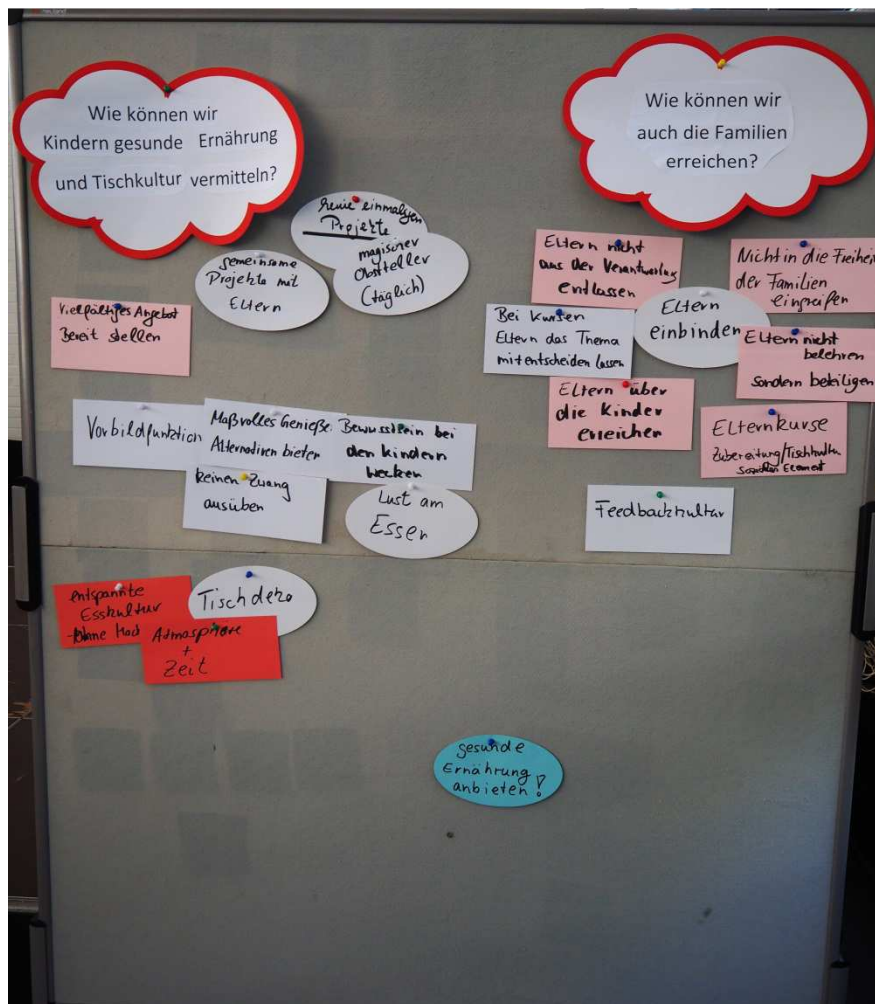 Wie können wir
Kindern gesunde Ernährung
und Tischkultur vermitteln?
keine einmaligen
Projekte
magischer
Obstteller
(täglich)
gemeinsame
Projekte mit
Eltern
Vielfältiges Angebot
Bereit stellen
Vorbildfunktion
Maßvolles Genieße
Alternativen bieter
Bewusstsein bei
den Kindern
wecken
keinen Zwang
ausüben
Lust am
Essen
entspannte
Esskultur
Tischdeko
Atmosphäre
+
Zeit
Wie können wir
auch die Familien
erreichen?
Eltern nicht
aus der Verantwortung
entlassen
Nicht in die Freiheit
der Familien
eingreifen
Bei Kursen
Eltern das Thema
mitentscheiden lassen
Eltern
einbinden
Eltern nicht
belehren
sondern beteiligen
Eltern über
die Kinder
erreichen
Elternkurse
Zubereitung/Tischkultur
Feedbackkultur
gesunde
Ernährung
anbieten!